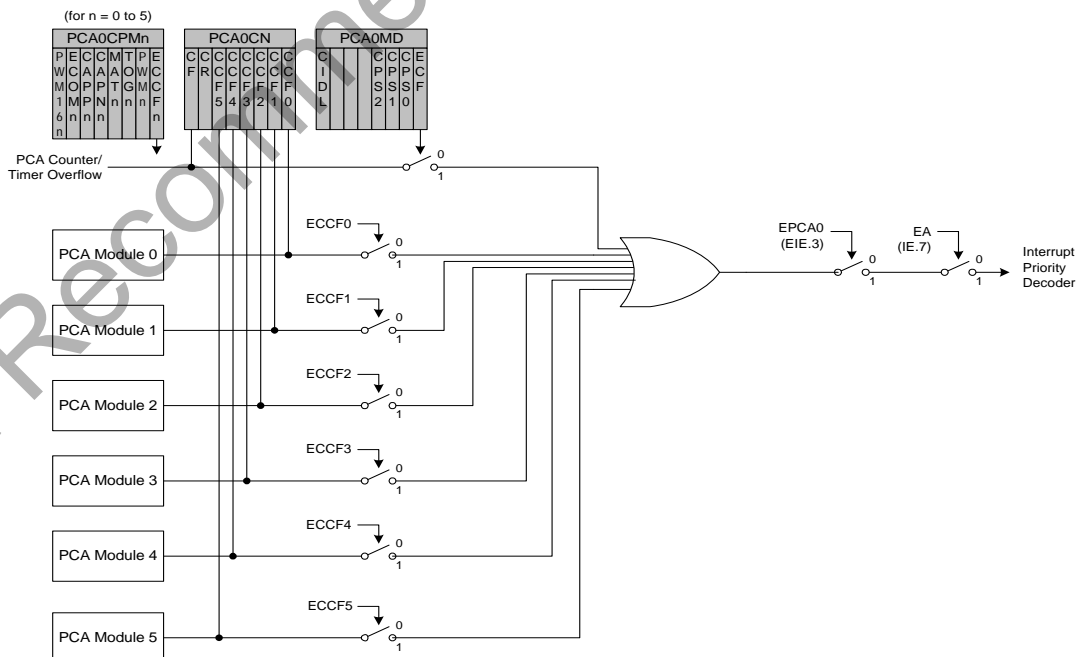 (for n = 0 to 5)
PCA0CPMn
PWM16n
ECOMn
CAPPn
CAPNn
MATn
TOGn
PWMn
ECCFn
PCA0CN
CF
CR
CCF5
CCF4
CCF3
CCF2
CCF1
CCF0
PCA0MD
CIDL
CPS2
CPS1
CPS0
ECF
PCA Counter/
Timer Overflow
0
1
PCA Module 0
ECCF0
0
1
PCA Module 1
ECCF1
0
1
PCA Module 2
ECCF2
0
1
PCA Module 3
ECCF3
0
1
PCA Module 4
ECCF4
0
1
PCA Module 5
ECCF5
0
1
EPCA0
(EIE.3)
0
1
EA
(IE.7)
0
1
Interrupt
Priority
Decoder
Recomme